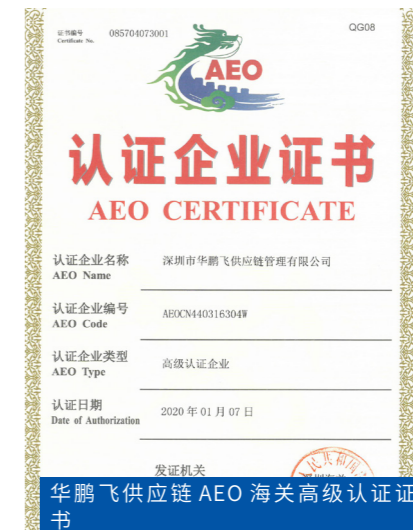 证书编号 085704073001 QG08
Certificate No.
AEO
认证企业证书
AEO CERTIFICATE
认证企业名称 深圳市华鹏飞供应链管理有限公司
AEO Name
认证企业编号 AEOCN440316304W
AEO Code
认证企业类型 高级认证企业
AEO Type
认证日期 2020 年 01 月 07 日
Date of Authorization
发证机关
华鹏飞供应链 AEO 海关高级认证证
书